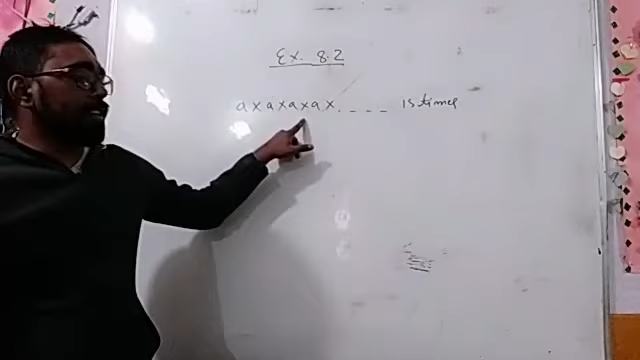 Ex. 8.2
a x a x a x a x . _ _ _ 15 times